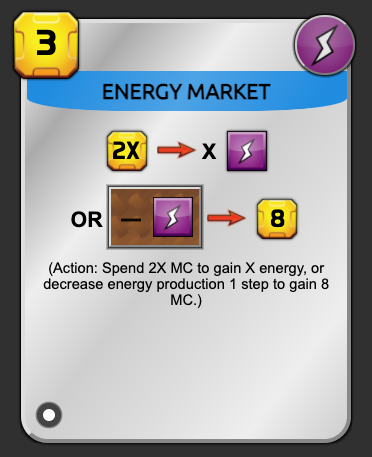 3
ENERGY MARKET
2X X
OR — 8
(Action: Spend 2X MC to gain X energy, or
decrease energy production 1 step to gain 8
MC.)